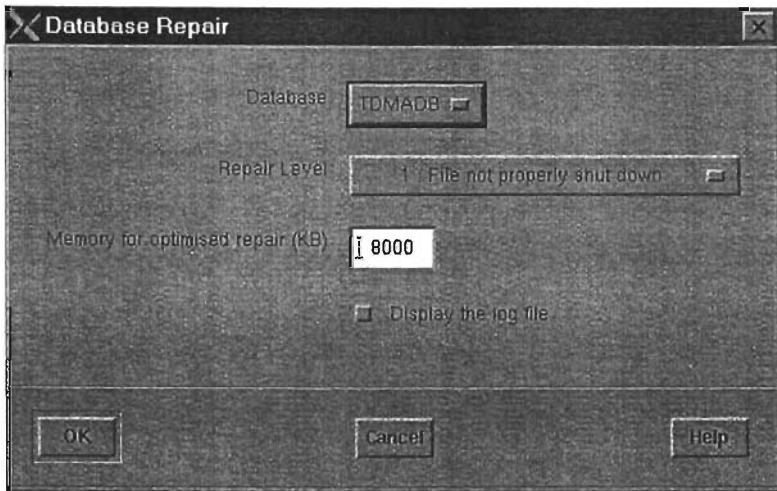 Database Repair
Database TDMADB
Repair Level 1 : File not properly shut down
Memory for optimised repair (KB) 8000
Display the log file
OK Cancel Help